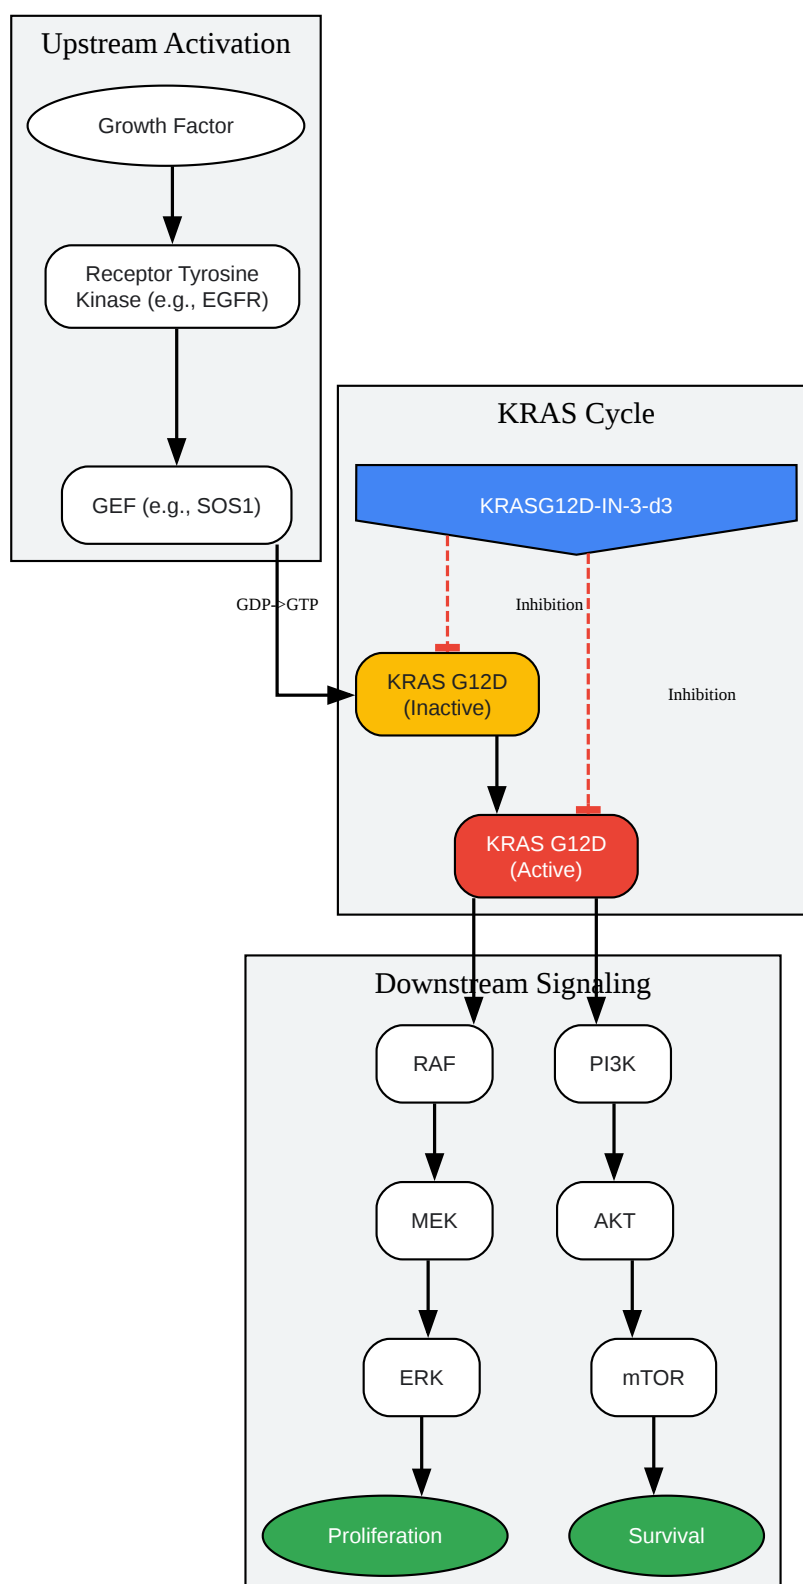 Upstream Activation
Growth Factor
Receptor Tyrosine
Kinase (e.g., EGFR)
GEF (e.g., SOS1)
KRAS Cycle
KRASG12D-IN-3-d3
GDP->GTP
Inhibition
KRAS G12D
(Inactive)
Inhibition
KRAS G12D
(Active)
Downstream Signaling
RAF
PI3K
MEK
AKT
ERK
mTOR
Proliferation
Survival